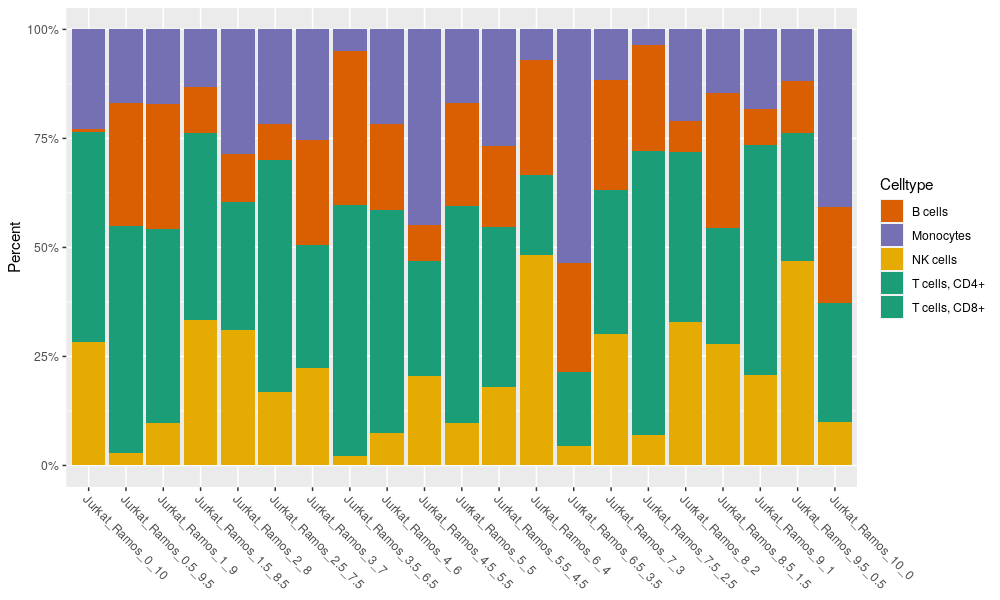 100%
75%
50%
25%
0%
Percent
Jurkat_Ramos_0_10
Jurkat_Ramos_0.5_9.5
Jurkat_Ramos_1_9
Jurkat_Ramos_1.5_8.5
Jurkat_Ramos_2_8
Jurkat_Ramos_2.5_7.5
Jurkat_Ramos_3_7
Jurkat_Ramos_3.5_6.5
Jurkat_Ramos_4_6
Jurkat_Ramos_4.5_5.5
Jurkat_Ramos_5_5
Jurkat_Ramos_5.5_4.5
Jurkat_Ramos_6_4
Jurkat_Ramos_6.5_3.5
Jurkat_Ramos_7_3
Jurkat_Ramos_7.5_2.5
Jurkat_Ramos_8_2
Jurkat_Ramos_8.5_1.5
Jurkat_Ramos_9_1
Jurkat_Ramos_9.5_0.5
Jurkat_Ramos_10_0
Celltype
B cells
Monocytes
NK cells
T cells, CD4+
T cells, CD8+